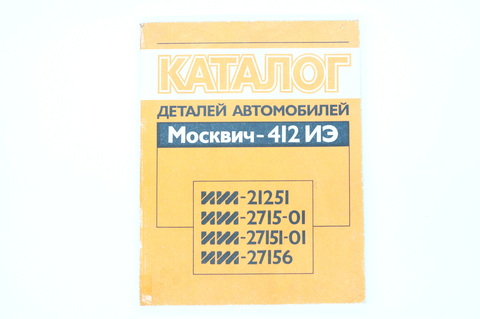 КАТАЛОГ
ДЕТАЛЕЙ АВТОМОБИЛЕЙ
Москвич-412 ИЭ
ИЖ-21251
ИЖ-2715-01
ИЖ-27151-01
ИЖ-27156